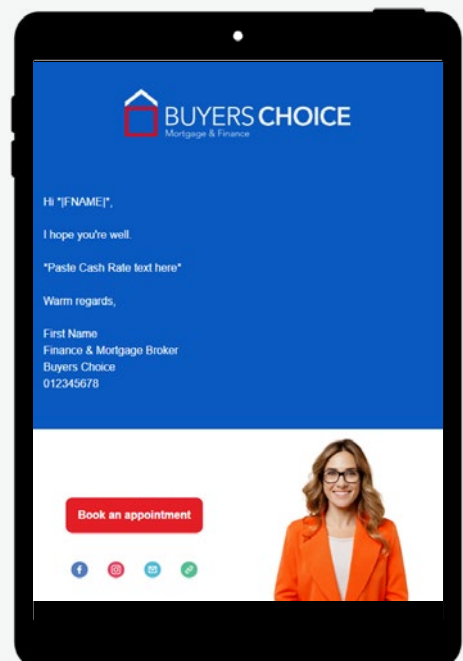 BUYERS CHOICE
Mortgage & Finance
Hi *|FNAME|*,
I hope you're well.
*Paste Cash Rate text here*
Warm regards,
First Name
Finance & Mortgage Broker
Buyers Choice
012345678
Book an appointment